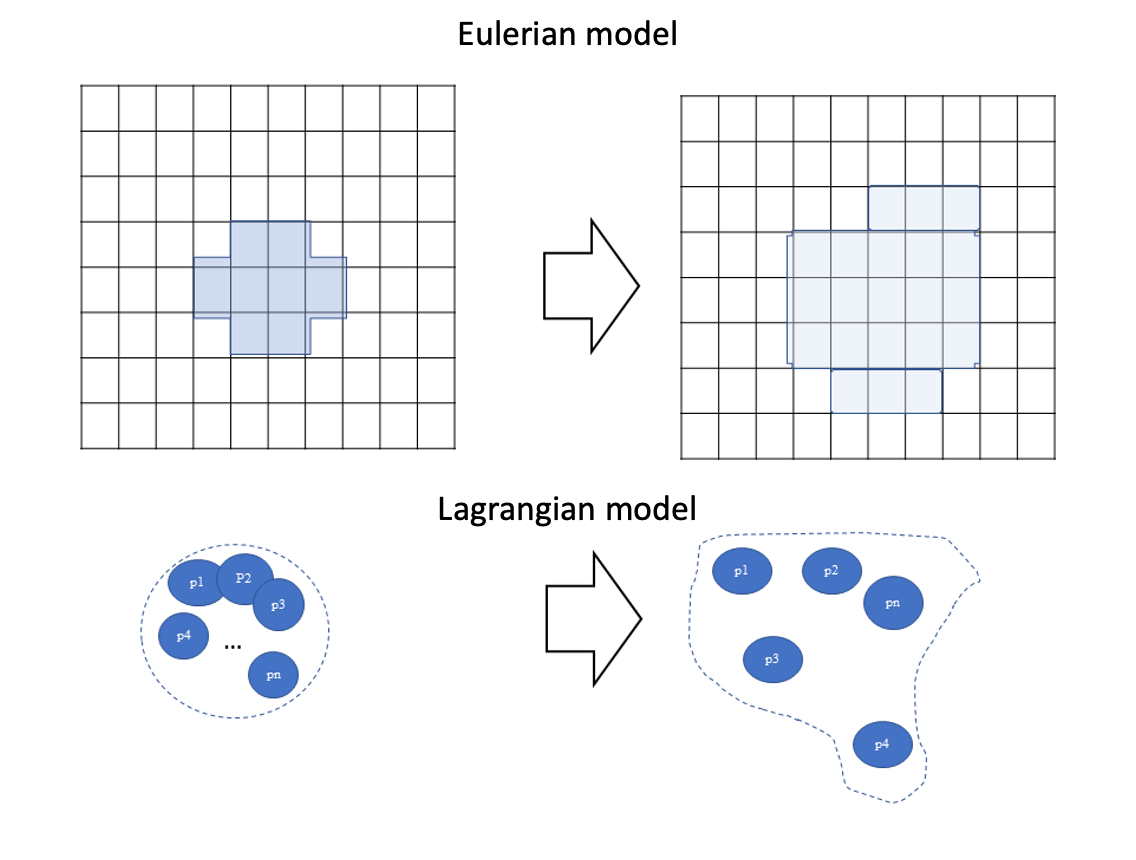 Eulerian model
Lagrangian model
p1
P2
p3
p4
...
pn
p1
p2
pn
p3
p4